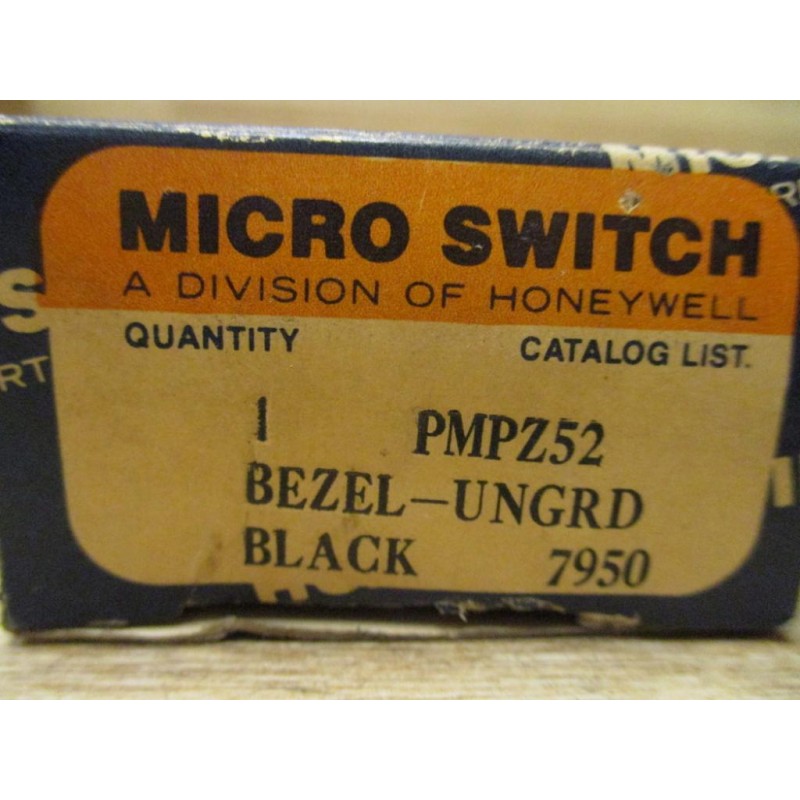 MICRO SWITCH
A DIVISION OF HONEYWELL
QUANTITY CATALOG LIST.
1 PMPZ52
BEZEL-UNGRD
BLACK 7950